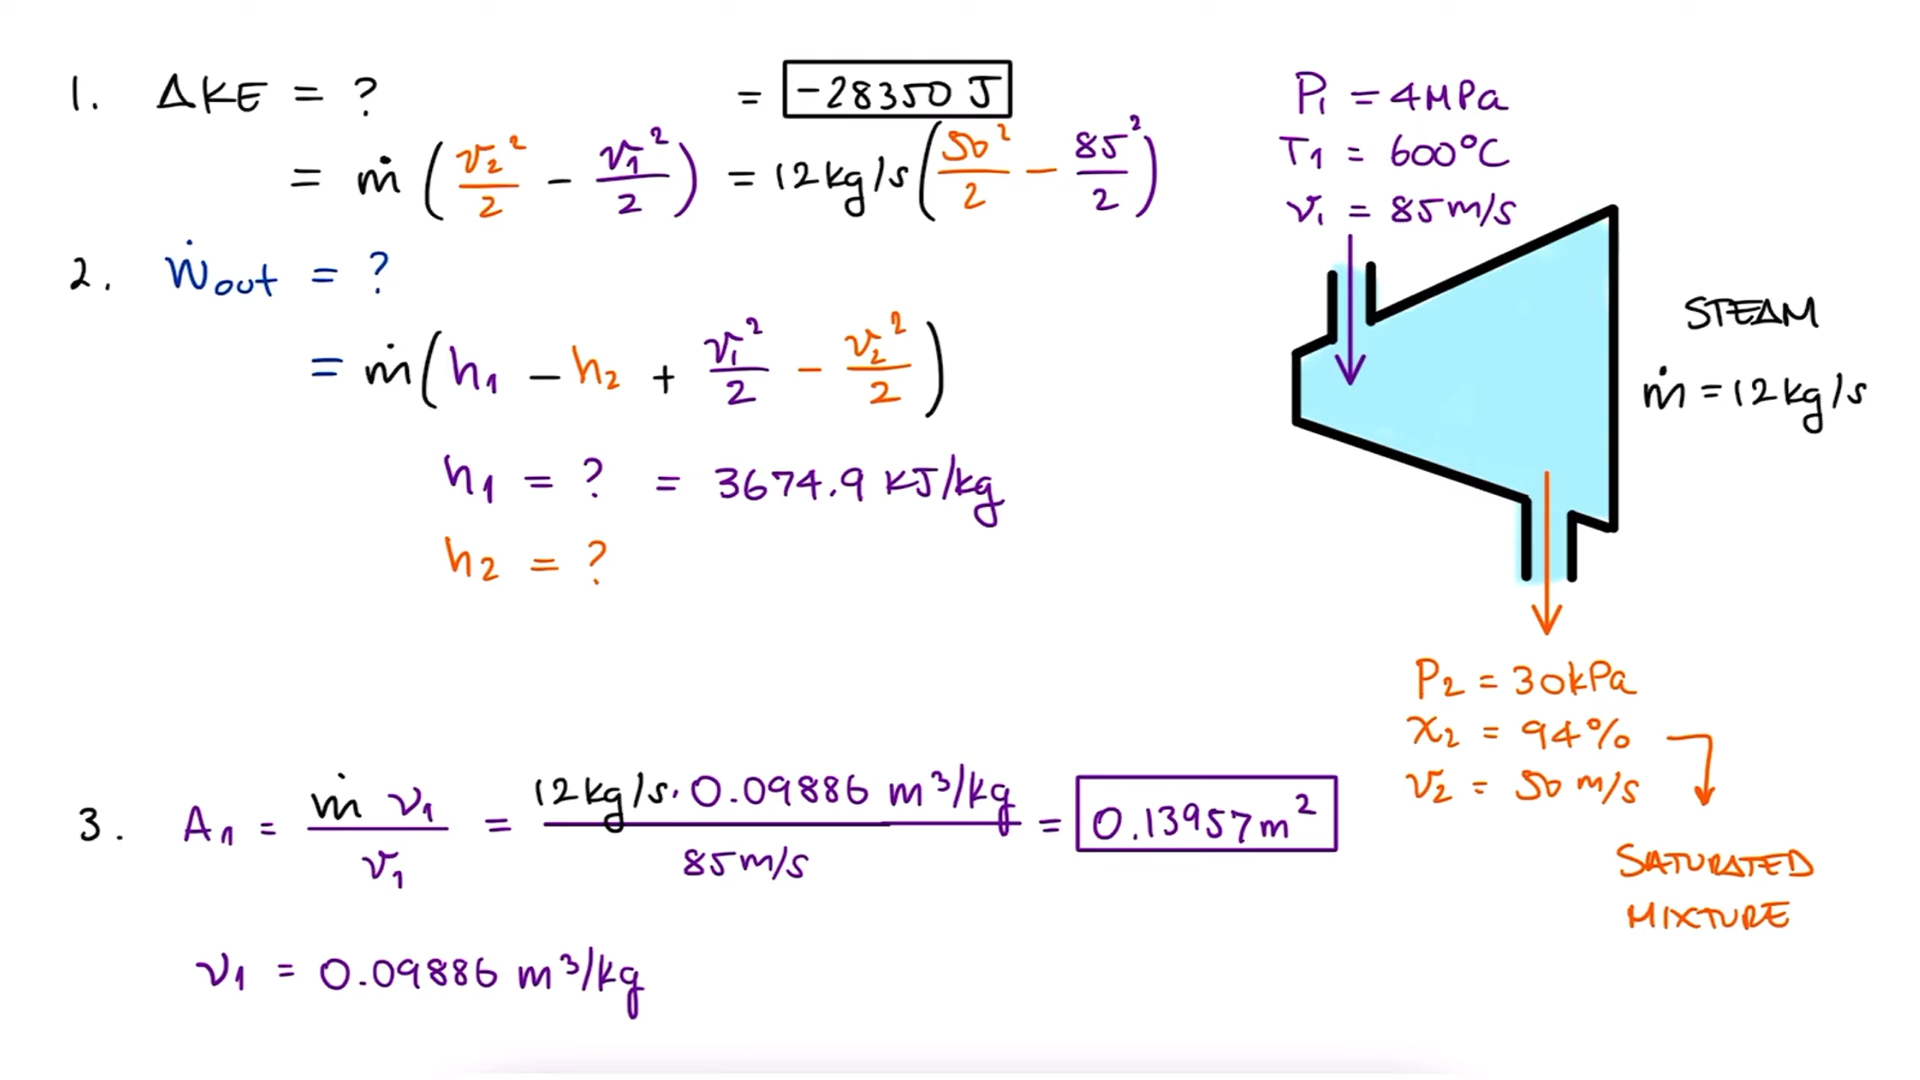 1. ΔKE = ? = -28350 J
= ṁ (v₂²/2 - v₁²/2) = 12kg/s (50²/2 - 85²/2)
2. Ẇout = ?
= ṁ (h₁ - h₂ + v₁²/2 - v₂²/2)
h₁ = ? = 3674.9 kJ/kg
h₂ = ?
3. A₁ = ṁ ν₁/v₁ = 12kg/s · 0.09886 m³/kg / 85m/s = 0.13957m²
ν₁ = 0.09886 m³/kg
P₁ = 4MPa
T₁ = 600°C
v₁ = 85m/s
STEAM
ṁ = 12kg/s
P₂ = 30kPa
x₂ = 94%
v₂ = 50 m/s
SATURATED
MIXTURE